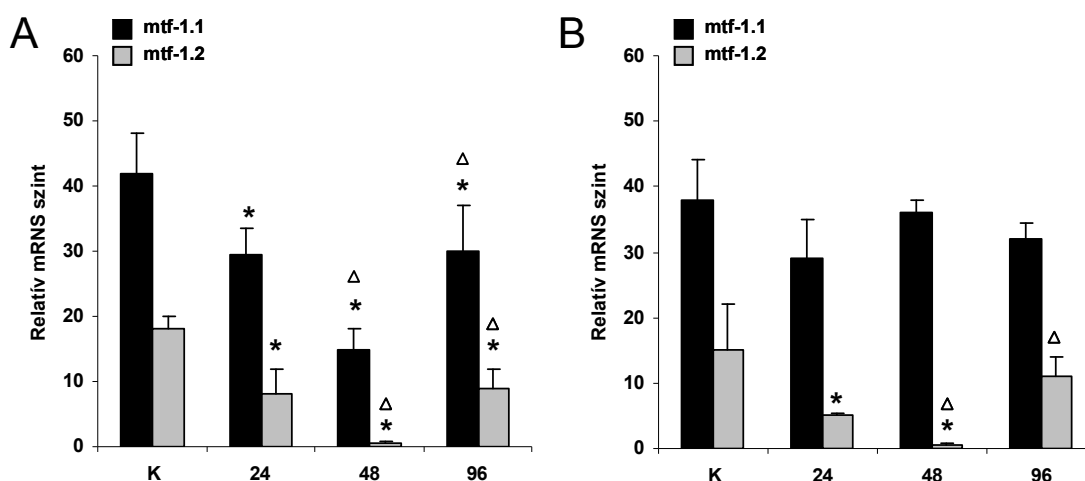 A
mtf-1.1
mtf-1.2
Relatív mRNS szint
60
50
40
30
20
10
0
Δ
*
*
Δ
*
*
Δ
*
Δ
*
Δ
*
K
24
48
96
B
mtf-1.1
mtf-1.2
Relatív mRNS szint
60
50
40
30
20
10
0
*
Δ
*
Δ
K
24
48
96